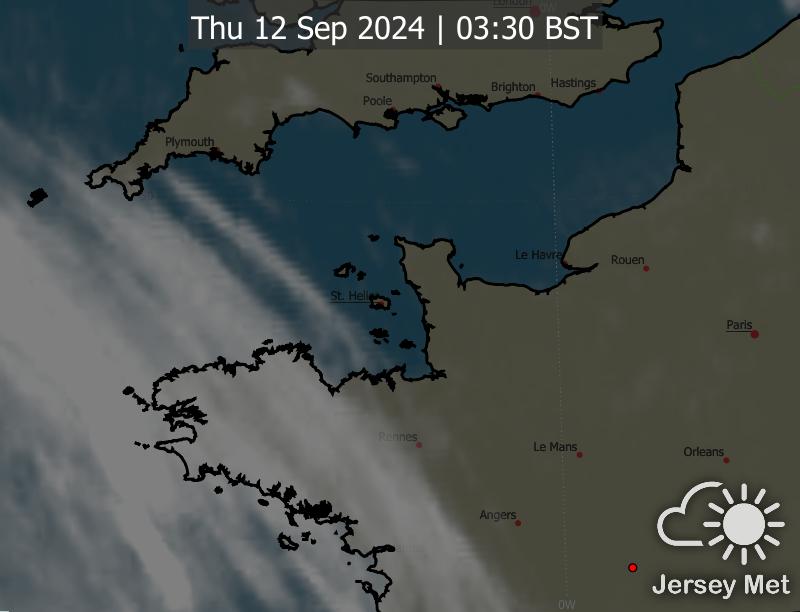 London
0W
Thu 12 Sep 2024 | 03:30 BST
Southampton
Brighton
Hastings
Poole
Plymouth
Le Havre
Rouen
St. Helier
Paris
Rennes
Le Mans
Orleans
Angers
Jersey Met
0W